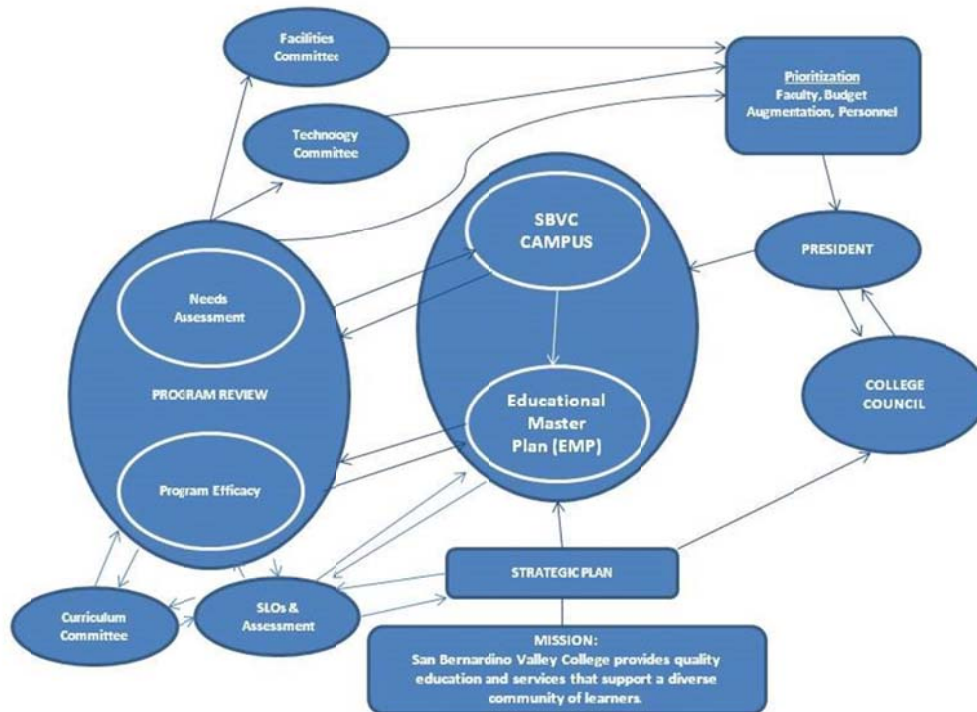 Facilities
Committee
Prioritization
Faculty, Budget
Augmentation, Personnel
Technoogy
Committee
SBVC
CAMPUS
PRESIDENT
Needs
Assessment
PROGRAM REVIEW
COLLEGE
COUNCIL
Educational
Master
Plan (EMP)
Program Efficacy
STRATEGIC PLAN
SLOs &
Assessment
Curriculum
Committee
MISSION:
San Bernardino Valley College provides quality
education and services that support a diverse
community of learners.